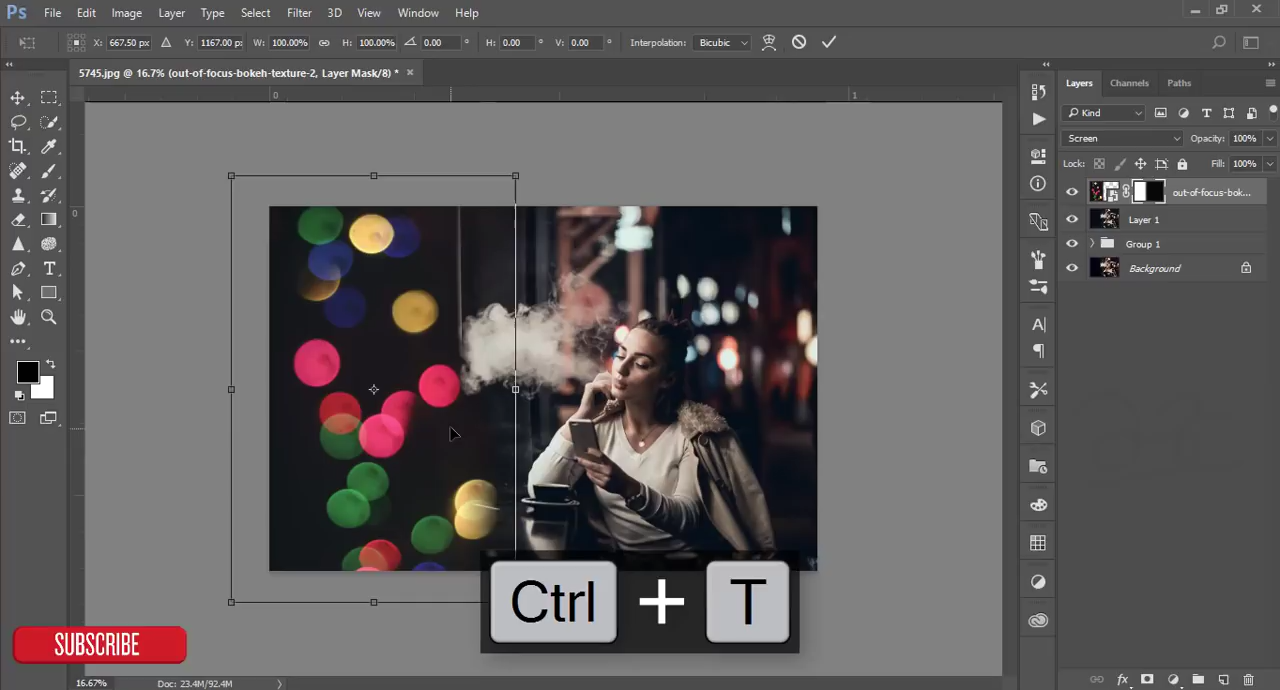 Ps File Edit Image Layer Type Select Filter 3D View Window Help
X: 667.50 px Y: 1167.00 px W: 100.00% H: 100.00% 0.00 ° H: 0.00 ° V: 0.00 ° Interpolation: Bicubic
5745.jpg @ 16.7% (out-of-focus-bokeh-texture-2, Layer Mask/8) * ×
0 1
0
Layers Channels Paths
Kind
Screen Opacity: 100%
Lock: Fill: 100%
out-of-focus-bok...
Layer 1
Group 1
Background
Ctrl + T
SUBSCRIBE
16.67% Doc: 23.4M/92.4M